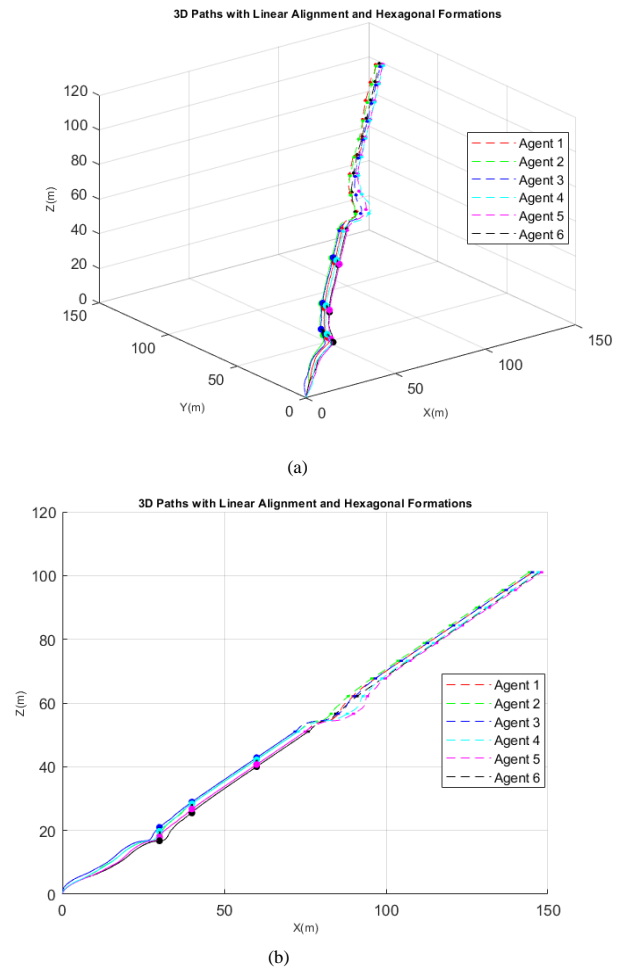 3D Paths with Linear Alignment and Hexagonal Formations
120
100
80
60
40
20
0
Z(m)
150
100
50
0
Y(m)
0
50
100
150
X(m)
Agent 1
Agent 2
Agent 3
Agent 4
Agent 5
Agent 6
(a)
3D Paths with Linear Alignment and Hexagonal Formations
120
100
80
60
40
20
0
Z(m)
0
50
100
150
X(m)
Agent 1
Agent 2
Agent 3
Agent 4
Agent 5
Agent 6
(b)